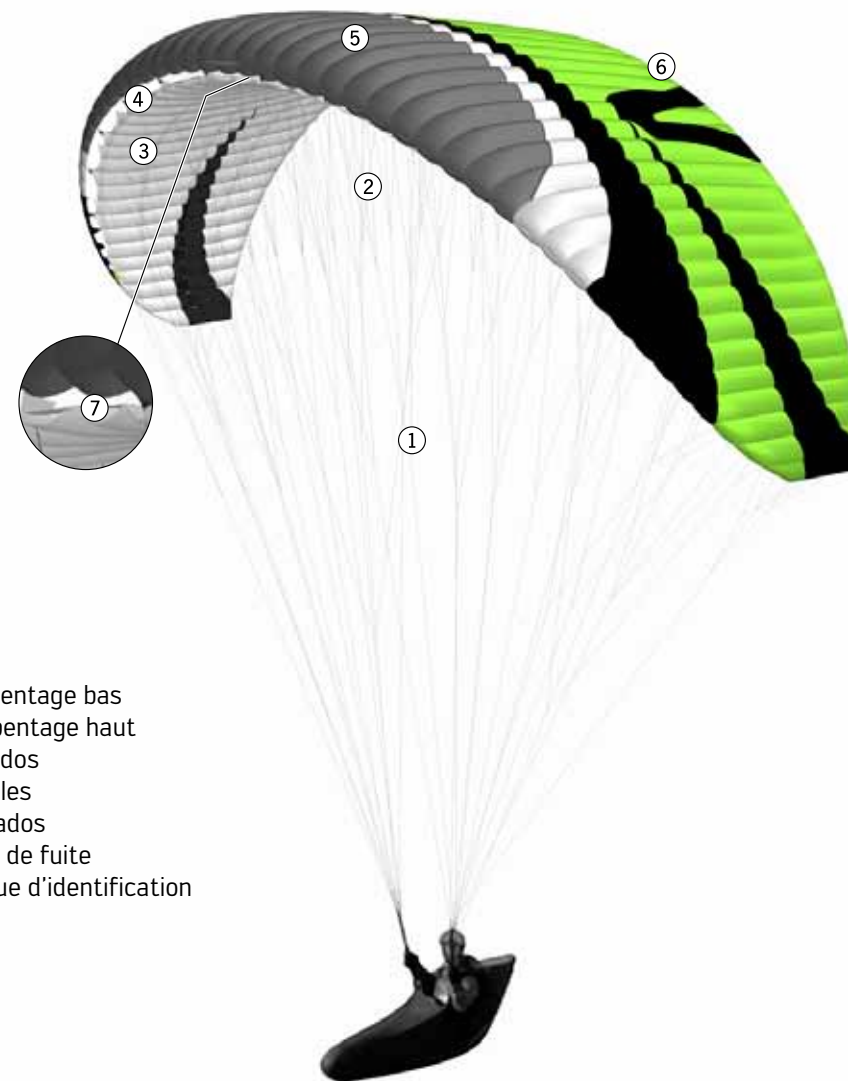 5
6
4
3
2
7
1
entage bas
pentage haut
dos
les
ados
de fuite
ue d'identification